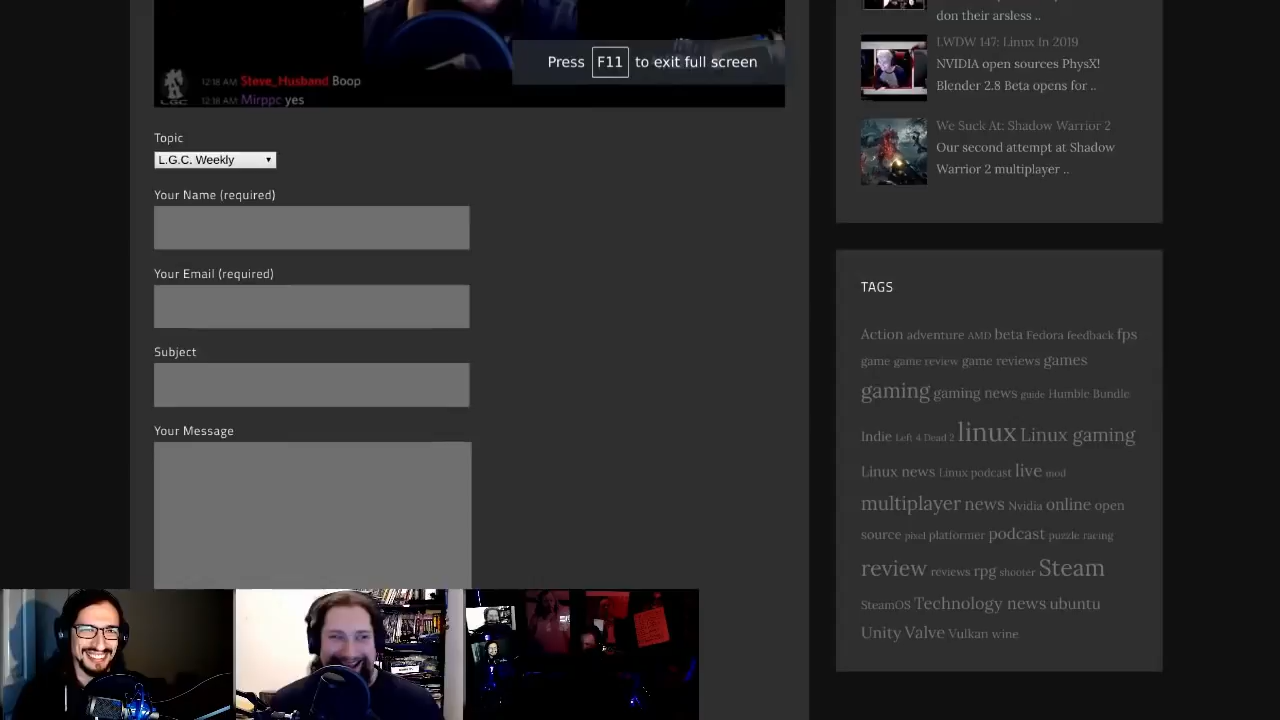 don their arsless ..
LWDW 147: Linux In 2019
NVIDIA open sources PhysX!
Blender 2.8 Beta opens for ..
Press F11 to exit full screen
12:18 AM Steve_Husband Boop
12:18 AM Mirppc yes
LGC
We Suck At: Shadow Warrior 2
Our second attempt at Shadow
Warrior 2 multiplayer ..
Topic
L.G.C. Weekly
Your Name (required)
Your Email (required)
Subject
Your Message
TAGS
Action adventure AMD beta Fedora feedback fps
game game review game reviews games
gaming gaming news guide Humble Bundle
Indie Left 4 Dead 2 linux Linux gaming
Linux news Linux podcast live mod
multiplayer news Nvidia online open
source pixel platformer podcast puzzle racing
review reviews rpg shooter Steam
SteamOS Technology news ubuntu
Unity Valve Vulkan wine